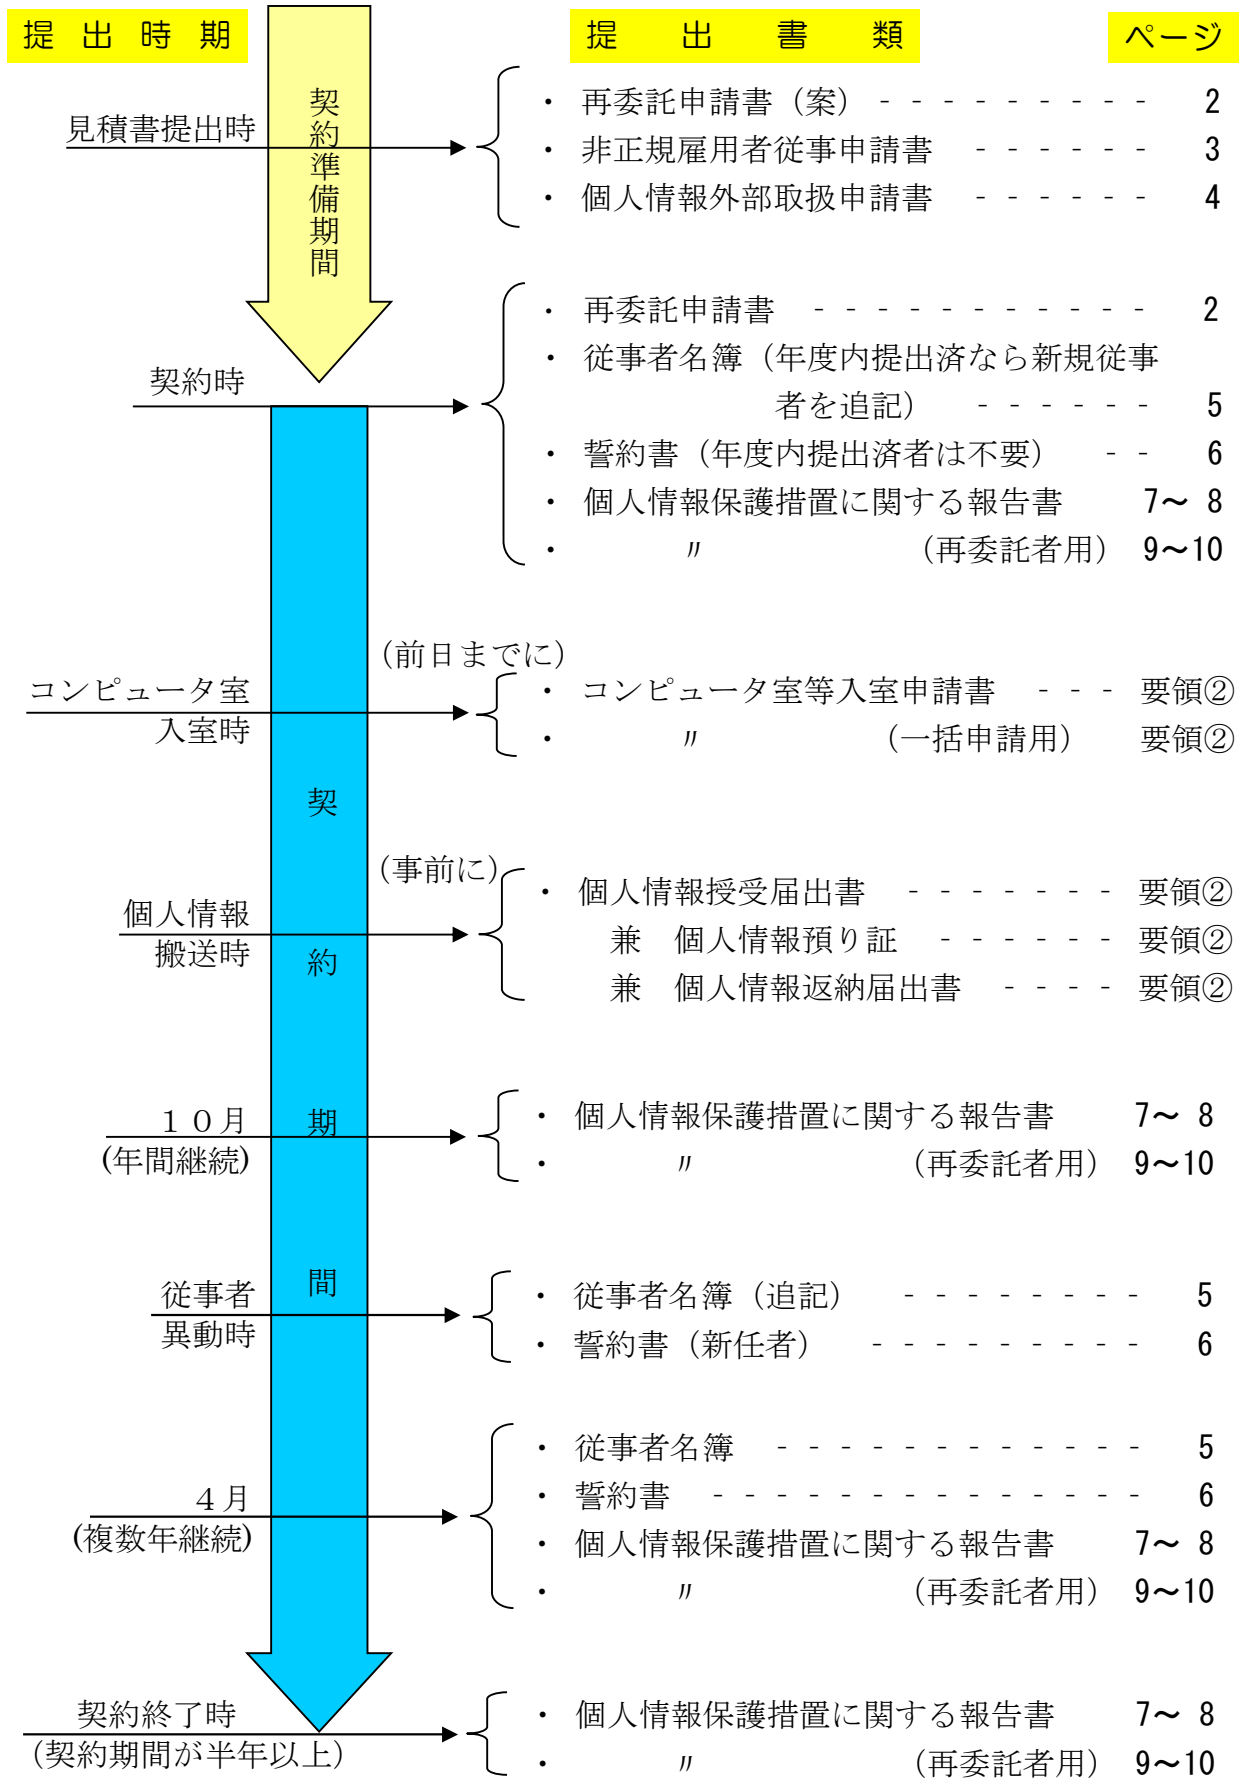 提出時期　提出書類　ページ
契約準備期間
見積書提出時
・ 再委託申請書（案）- - - - - - - - - 2
・ 非正規雇用者従事申請書 - - - - - - 3
・ 個人情報外部取扱申請書 - - - - - - 4
契約時
・ 再委託申請書 - - - - - - - - - - - 2
・ 従事者名簿（年度内提出済なら新規従事
者を追記） - - - - - - 5
・ 誓約書（年度内提出済者は不要） - - 6
・ 個人情報保護措置に関する報告書 7～ 8
・ 〃 （再委託者用） 9～10
契約期間
コンピュータ室
入室時
（前日までに）
・ コンピュータ室等入室申請書 - - - 要領②
・ 〃 （一括申請用） 要領②
個人情報
搬送時
（事前に）
・ 個人情報授受届出書 - - - - - - - 要領②
兼 個人情報預り証 - - - - - - 要領②
兼 個人情報返納届出書 - - - - 要領②
１０月
(年間継続)
・ 個人情報保護措置に関する報告書 7～ 8
・ 〃 （再委託者用） 9～10
従事者
異動時
・ 従事者名簿（追記） - - - - - - - - 5
・ 誓約書（新任者） - - - - - - - - - 6
４月
(複数年継続)
・ 従事者名簿 - - - - - - - - - - - - 5
・ 誓約書 - - - - - - - - - - - - - - 6
・ 個人情報保護措置に関する報告書 7～ 8
・ 〃 （再委託者用） 9～10
契約終了時
（契約期間が半年以上）
・ 個人情報保護措置に関する報告書 7～ 8
・ 〃 （再委託者用） 9～10